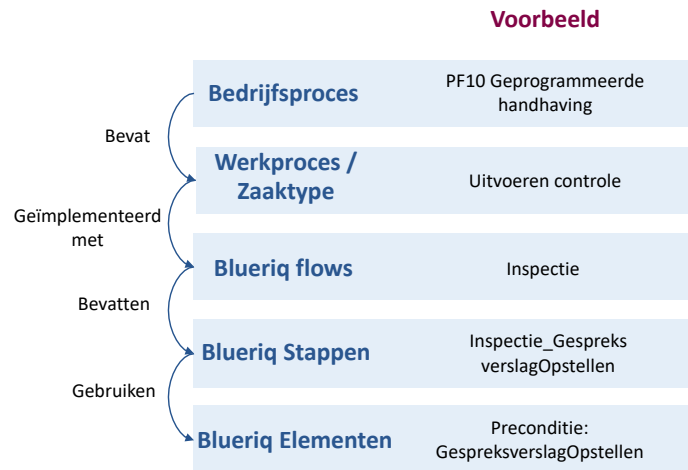 Voorbeeld
Bedrijfsproces
PF10 Geprogrammeerde
handhaving
Bevat
Werkproces /
Zaaktype
Uitvoeren controle
Geïmplementeerd
met
Blueriq flows
Inspectie
Bevatten
Blueriq Stappen
Inspectie_Gespreks
verslagOpstellen
Gebruiken
Blueriq Elementen
Preconditie:
GespreksverslagOpstellen